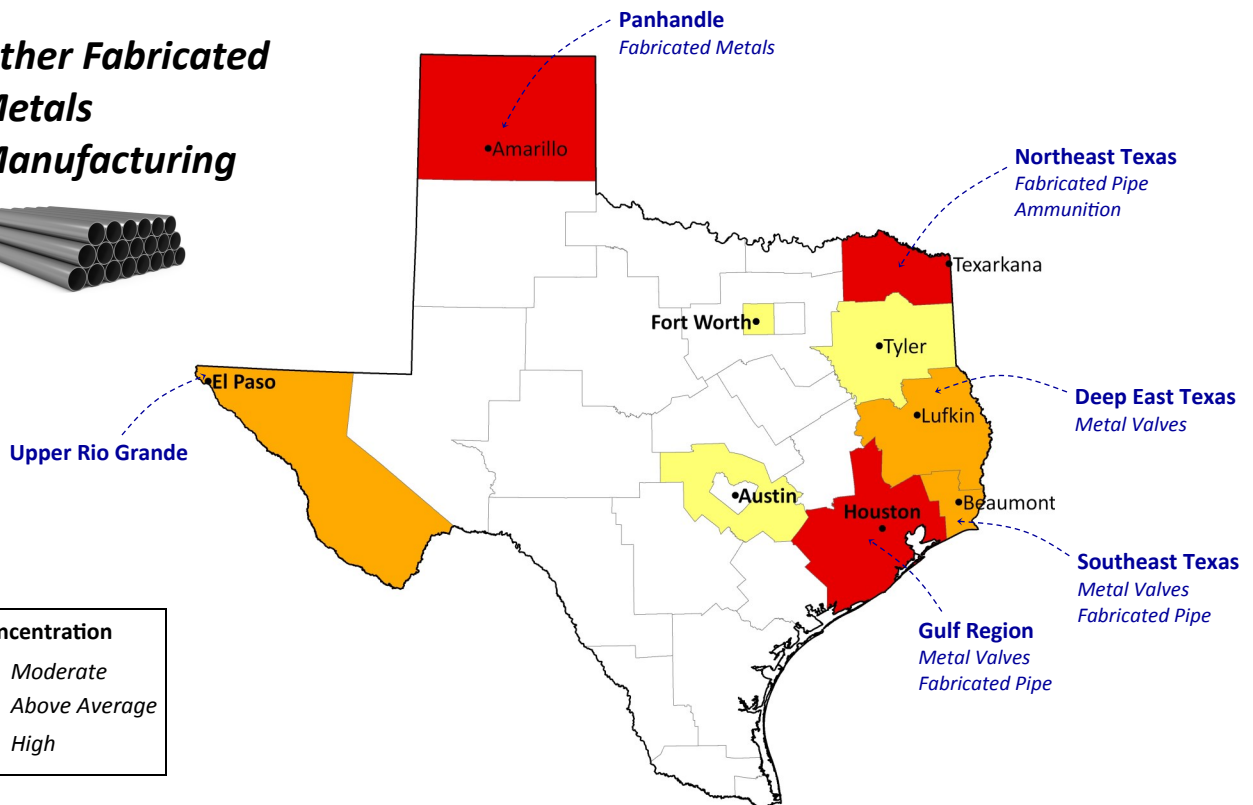 ther Fabricated
Metals
Manufacturing
Panhandle
Fabricated Metals
Amarillo
Northeast Texas
Fabricated Pipe
Ammunition
Texarkana
Fort Worth
Tyler
El Paso
Deep East Texas
Metal Valves
Lufkin
Upper Rio Grande
Austin
Houston
Beaumont
Southeast Texas
Metal Valves
Fabricated Pipe
Gulf Region
Metal Valves
Fabricated Pipe
ncentration
Moderate
Above Average
High